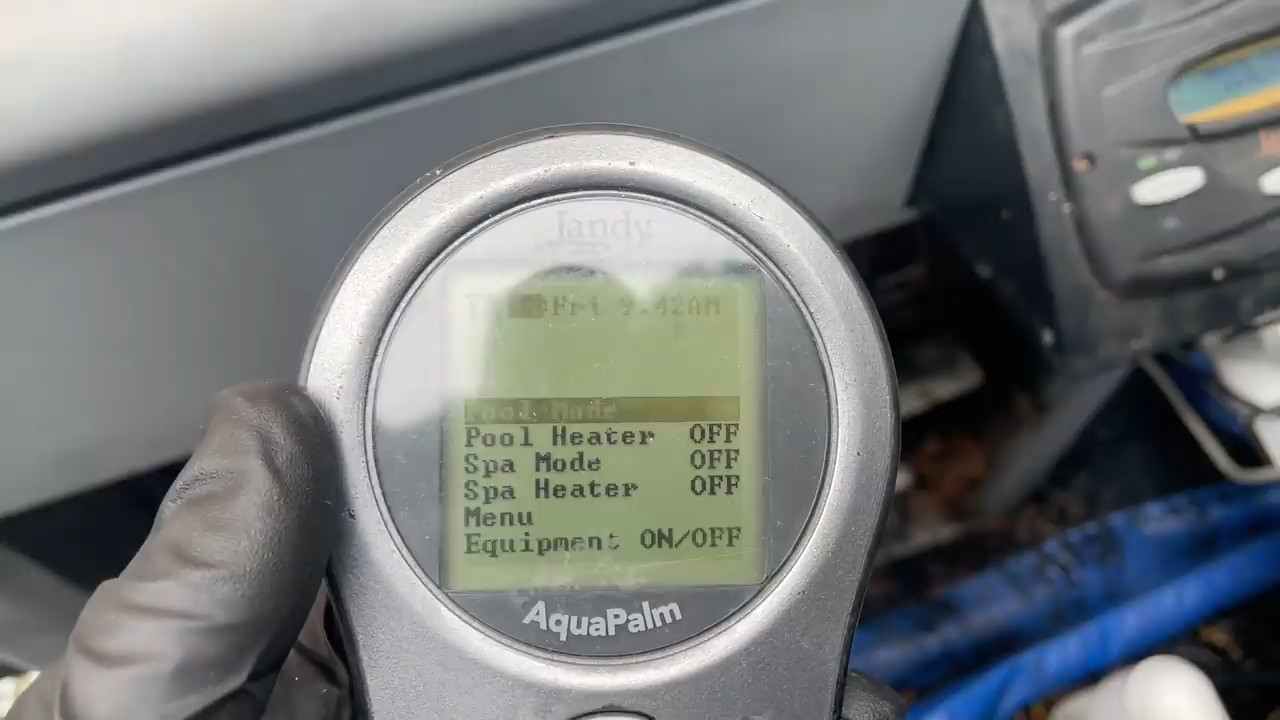 Jandy
Fri 9:42AM
Pool Mode
Pool Heater OFF
Spa Mode OFF
Spa Heater OFF
Menu
Equipment ON/OFF
AquaPalm